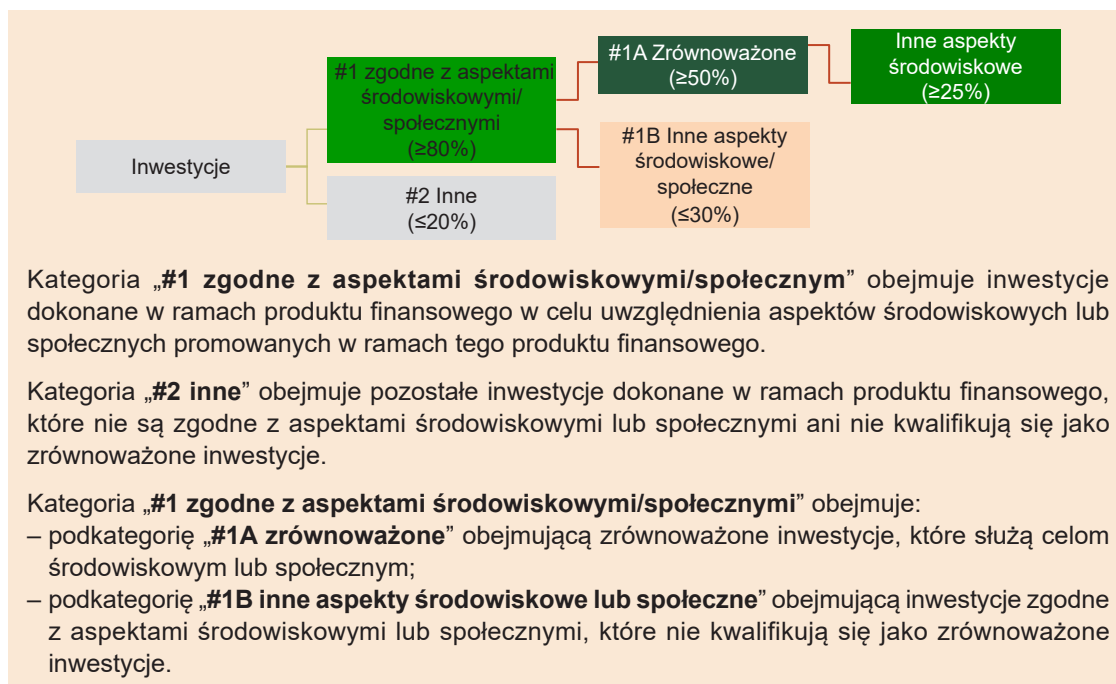 Inwestycje
#1 zgodne z aspektami
środowiskowymi/
społecznymi
(≥80%)
#2 Inne
(≤20%)
#1A Zrównoważone
(≥50%)
#1B Inne aspekty
środowiskowe/
społeczne
(≤30%)
Inne aspekty
środowiskowe
(≥25%)
Kategoria „#1 zgodne z aspektami środowiskowymi/społecznym” obejmuje inwestycje
dokonane w ramach produktu finansowego w celu uwzględnienia aspektów środowiskowych lub
społecznych promowanych w ramach tego produktu finansowego.
Kategoria „#2 inne” obejmuje pozostałe inwestycje dokonane w ramach produktu finansowego,
które nie są zgodne z aspektami środowiskowymi lub społecznymi ani nie kwalifikują się jako
zrównoważone inwestycje.
Kategoria „#1 zgodne z aspektami środowiskowymi/społecznymi” obejmuje:
– podkategorię „#1A zrównoważone” obejmującą zrównoważone inwestycje, które służą celom
środowiskowym lub społecznym;
– podkategorię „#1B inne aspekty środowiskowe lub społeczne” obejmującą inwestycje zgodne
z aspektami środowiskowymi lub społecznymi, które nie kwalifikują się jako zrównoważone
inwestycje.